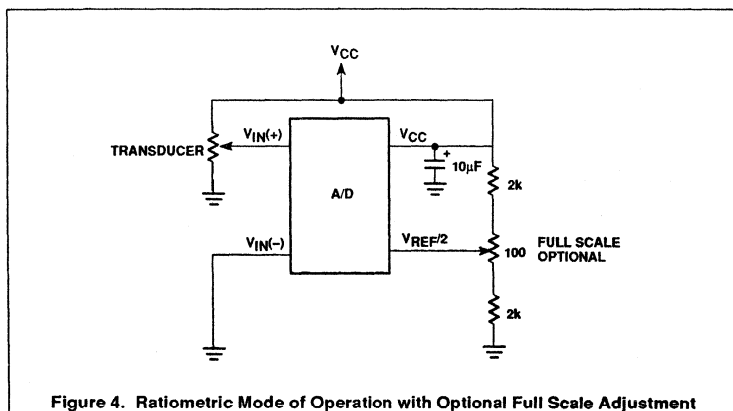 VCC
VIN(+)
VCC
TRANSDUCER
+
10μF
2k
A/D
VIN(–)
VREF/2
100
FULL SCALE
OPTIONAL
2k
Figure 4. Ratiometric Mode of Operation with Optional Full Scale Adjustment